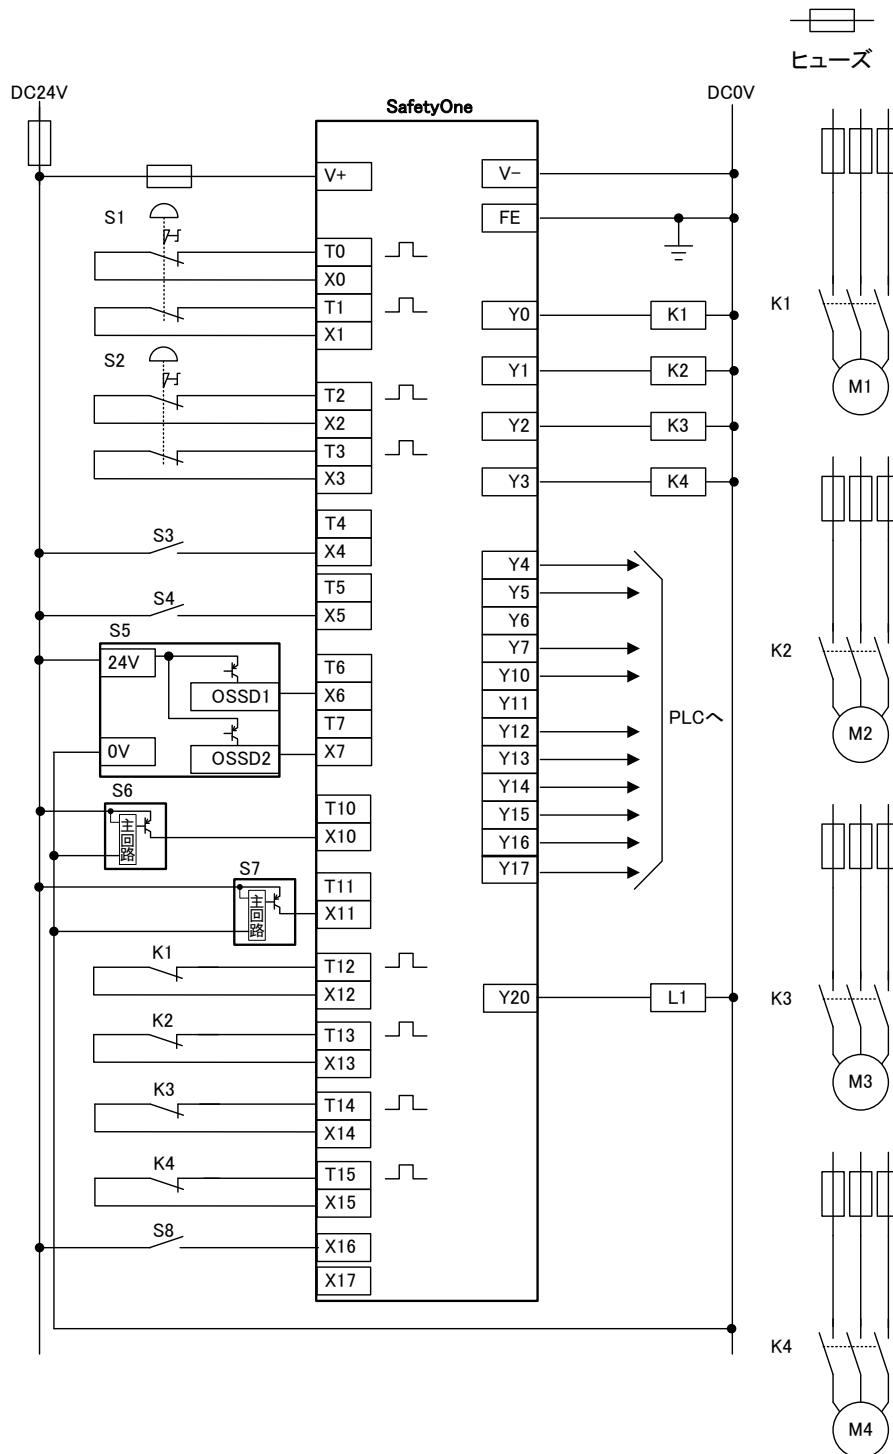 ヒューズ
DC24V
SafetyOne
DC0V
V+
V-
S1
FE
T0
X0
T1
Y0
K1
K1
X1
S2
Y1
K2
M1
T2
X2
Y2
K3
T3
X3
Y3
K4
T4
S3
X4
Y4
T5
Y5
S4
X5
Y6
S5
24V
T6
Y7
K2
OSSD1
X6
Y10
T7
Y11
PLCへ
0V
OSSD2
X7
Y12
M2
Y13
S6
T10
Y14
主回路
X10
Y15
Y16
S7
T11
Y17
主回路
X11
K1
T12
X12
Y20
L1
K3
K2
T13
X13
M3
K3
T14
X14
K4
T15
X15
S8
X16
X17
K4
M4